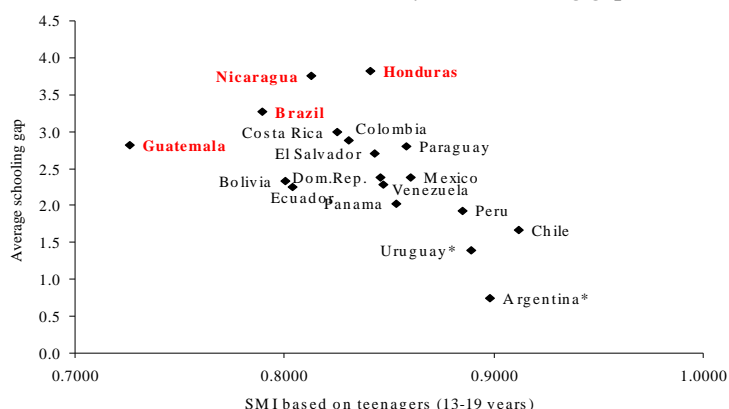 4.5
4.0
3.5
3.0
2.5
2.0
1.5
1.0
0.5
0.0
Average schooling gap
Nicaragua
Honduras
Brazil
Costa Rica
Colombia
Guatemala
El Salvador
Paraguay
Bolivia
Dom.Rep.
Mexico
Ecuador
Venezuela
Panama
Peru
Chile
Uruguay*
Argentina*
0.7000 0.8000 0.9000 1.0000
SMI based on teenagers (13-19 years)